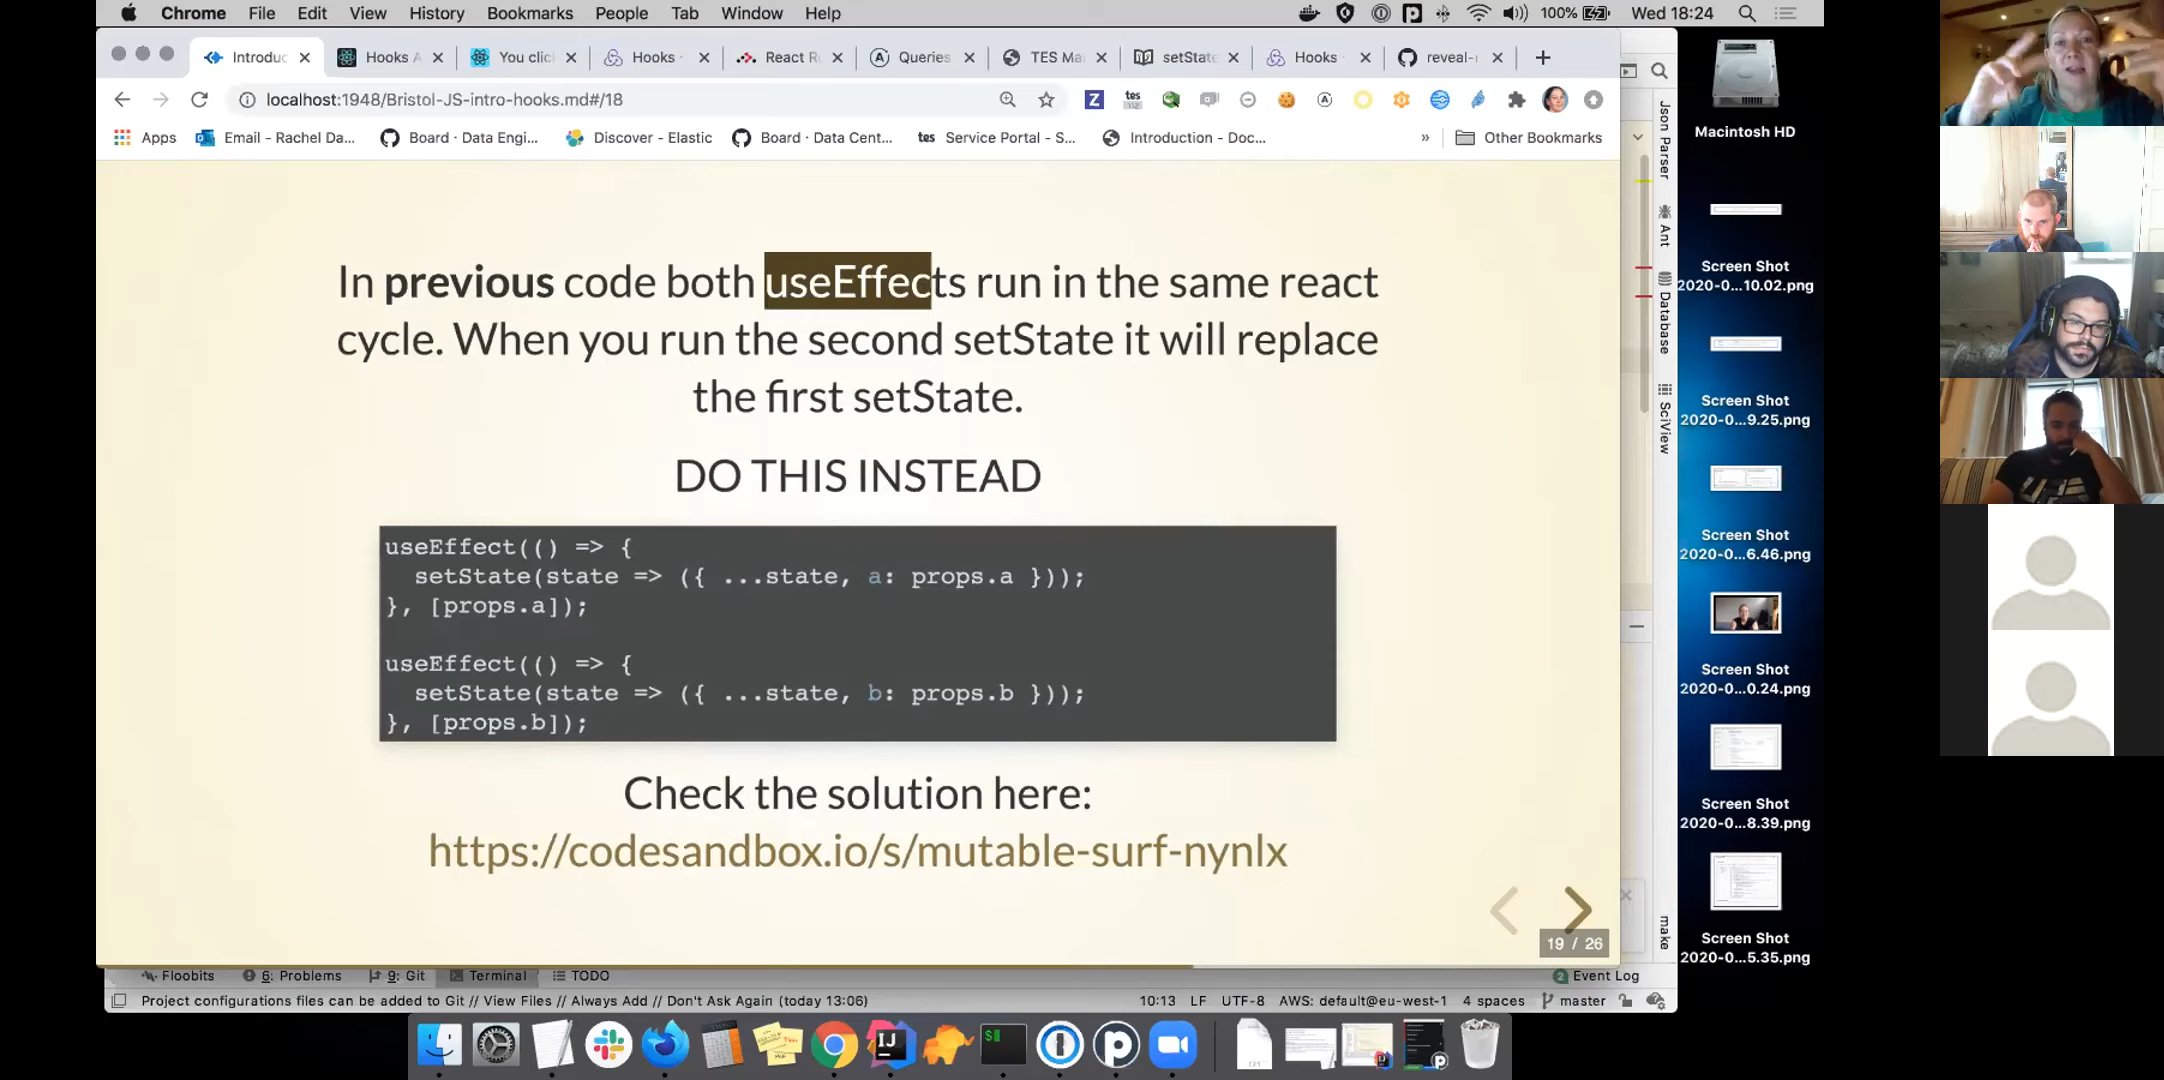 Chrome File Edit View History Bookmarks People Tab Window Help 100% Wed 18:24
Introduc Hooks A You clic Hooks · React R Queries TES Ma setState Hooks · reveal-
localhost:1948/Bristol-JS-intro-hooks.md#/18
Apps Email - Rachel Da... Board · Data Engi... Discover - Elastic Board · Data Cent... tes Service Portal - S... Introduction - Doc... » Other Bookmarks
In previous code both useEffects run in the same react
cycle. When you run the second setState it will replace
the first setState.
DO THIS INSTEAD
useEffect(() => {
setState(state => ({ ...state, a: props.a }));
}, [props.a]);
useEffect(() => {
setState(state => ({ ...state, b: props.b }));
}, [props.b]);
Check the solution here:
https://codesandbox.io/s/mutable-surf-nynlx
19 / 26
Json Parser
Ant
Database
SciView
make
Macintosh HD
Screen Shot
2020-0...10.02.png
Screen Shot
2020-0...9.25.png
Screen Shot
2020-0...6.46.png
Screen Shot
2020-0...0.24.png
Screen Shot
2020-0...8.39.png
Screen Shot
2020-0...5.35.png
Floobits 6: Problems 9: Git Terminal TODO 2 Event Log
Project configurations files can be added to Git // View Files // Always Add // Don't Ask Again (today 13:06) 10:13 LF UTF-8 AWS: default@eu-west-1 4 spaces master